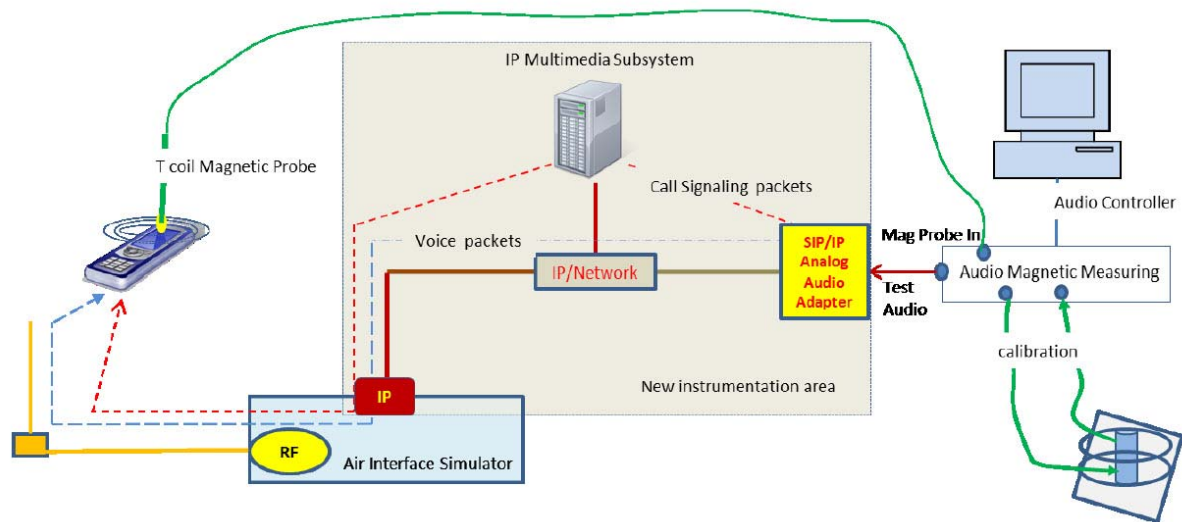 IP Multimedia Subsystem
T coil Magnetic Probe
Call Signaling packets
Audio Controller
Voice packets
Mag Probe In
SIP/IP
Analog
Audio
Adapter
IP/Network
Audio Magnetic Measuring
Test
Audio
calibration
New instrumentation area
IP
RF
Air Interface Simulator